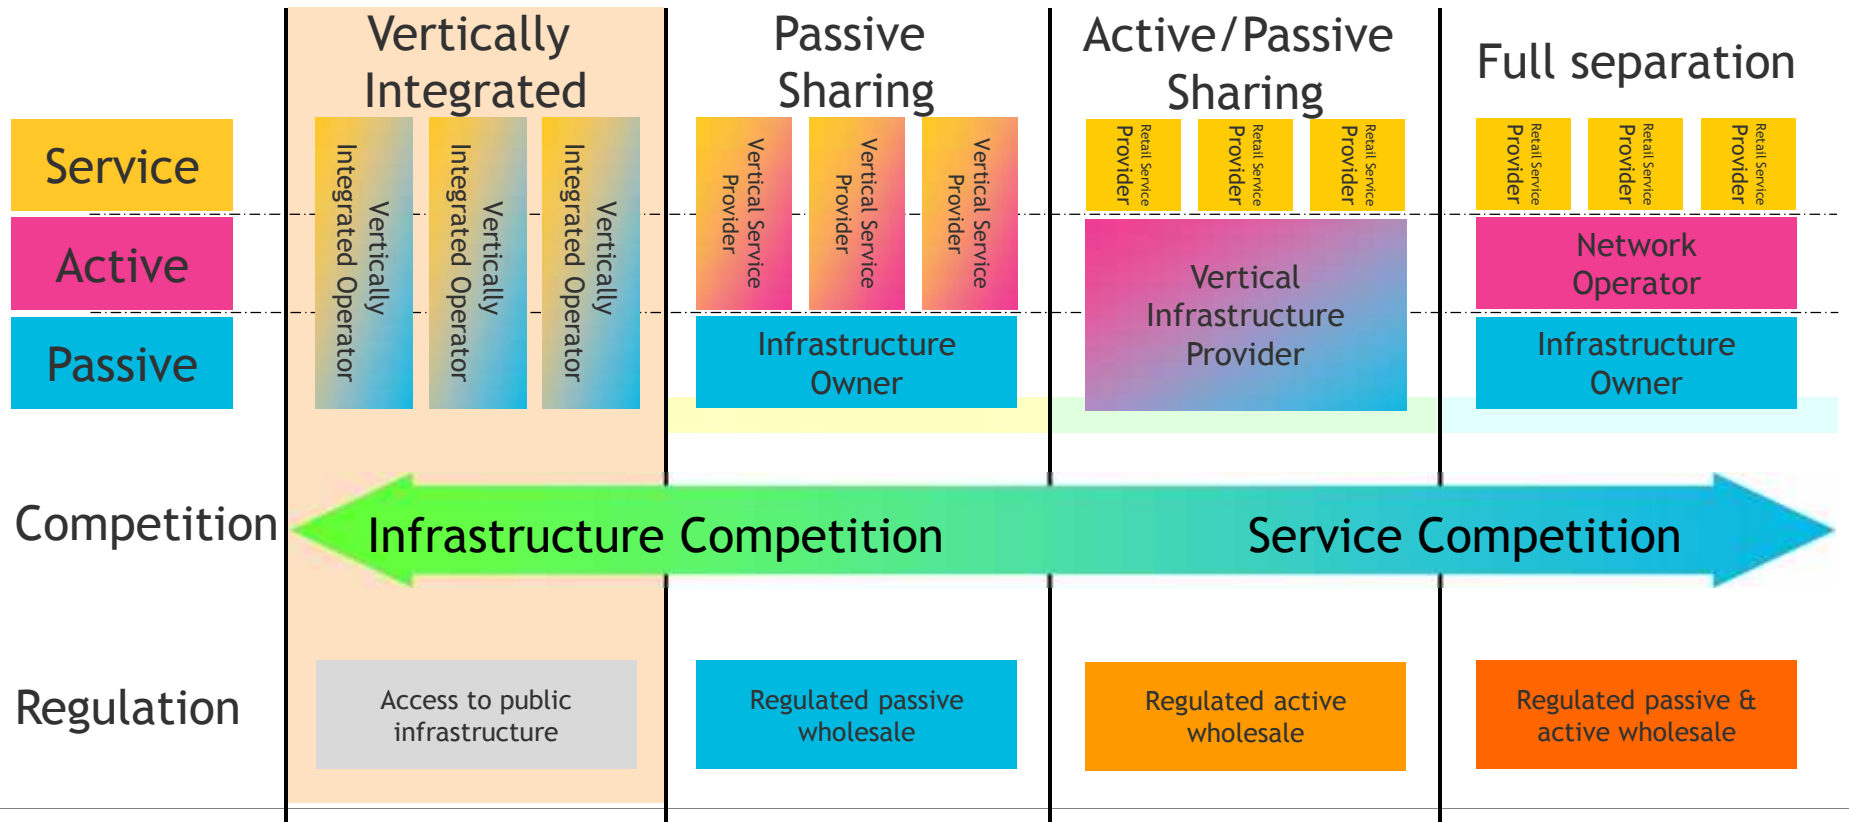 Vertically
Integrated
Passive
Sharing
Active/Passive
Sharing
Full separation
Service
Active
Passive
Vertically
Integrated Operator
Vertically
Integrated Operator
Vertically
Integrated Operator
Vertical Service
Provider
Vertical Service
Provider
Vertical Service
Provider
Infrastructure
Owner
Retail Service
Provider
Retail Service
Provider
Retail Service
Provider
Vertical
Infrastructure
Provider
Retail Service
Provider
Retail Service
Provider
Retail Service
Provider
Network
Operator
Infrastructure
Owner
Competition
Infrastructure Competition
Service Competition
Regulation
Access to public
infrastructure
Regulated passive
wholesale
Regulated active
wholesale
Regulated passive &
active wholesale